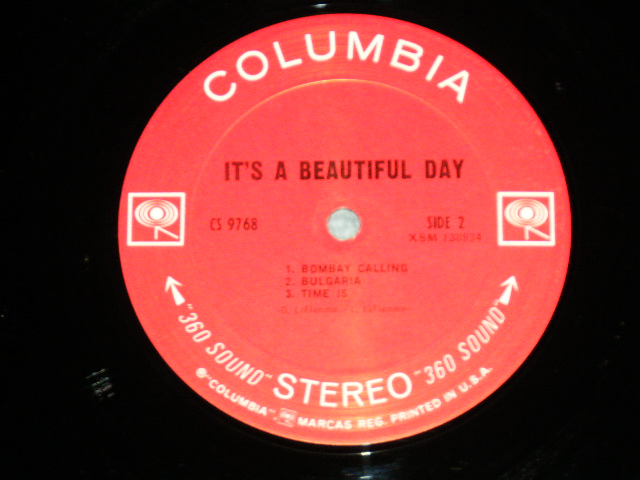 COLUMBIA
IT'S A BEAUTIFUL DAY
CS 9768
SIDE 2
XSM 138934
1. BOMBAY CALLING
2. BULGARIA
3. TIME IS
"360 SOUND" STEREO "360 SOUND"
"COLUMBIA" MARCAS REG. PRINTED IN U.S.A.